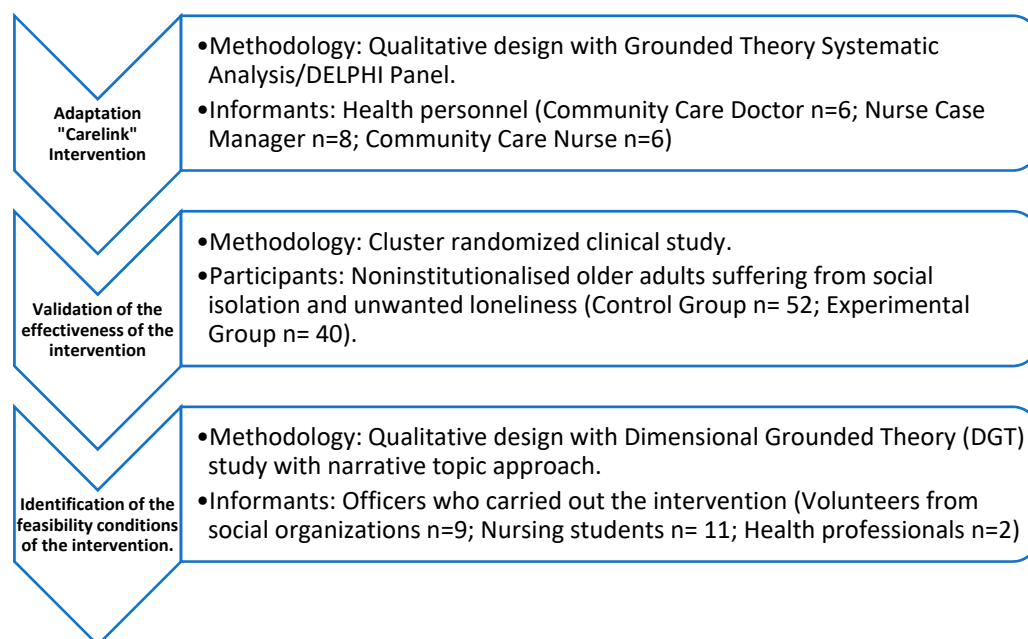 Adaptation
"Carelink"
Intervention
•Methodology: Qualitative design with Grounded Theory Systematic
Analysis/DELPHI Panel.
•Informants: Health personnel (Community Care Doctor n=6; Nurse Case
Manager n=8; Community Care Nurse n=6)
Validation of the
effectiveness of the
intervention
•Methodology: Cluster randomized clinical study.
•Participants: Noninstitutionalised older adults suffering from social
isolation and unwanted loneliness (Control Group n= 52; Experimental
Group n= 40).
Identification of the
feasibility conditions
of the intervention.
•Methodology: Qualitative design with Dimensional Grounded Theory (DGT)
study with narrative topic approach.
•Informants: Officers who carried out the intervention (Volunteers from
social organizations n=9; Nursing students n= 11; Health professionals n=2)